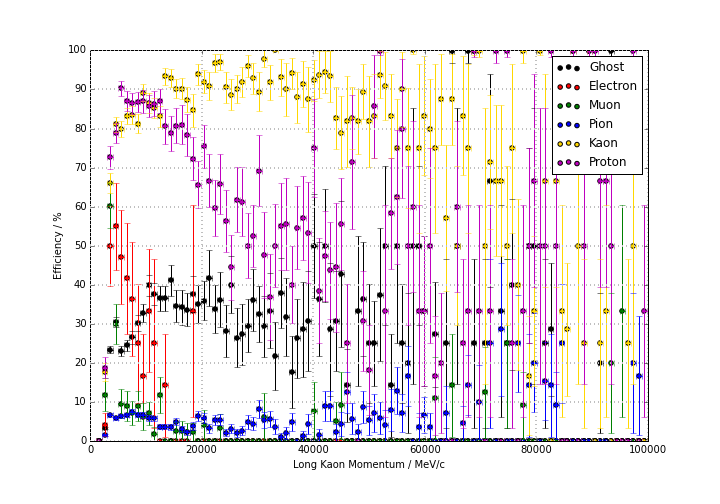 100
90
80
70
60
50
40
30
20
10
0
Efficiency / %
0 20000 40000 60000 80000 100000
Long Kaon Momentum / MeV/c
Ghost
Electron
Muon
Pion
Kaon
Proton